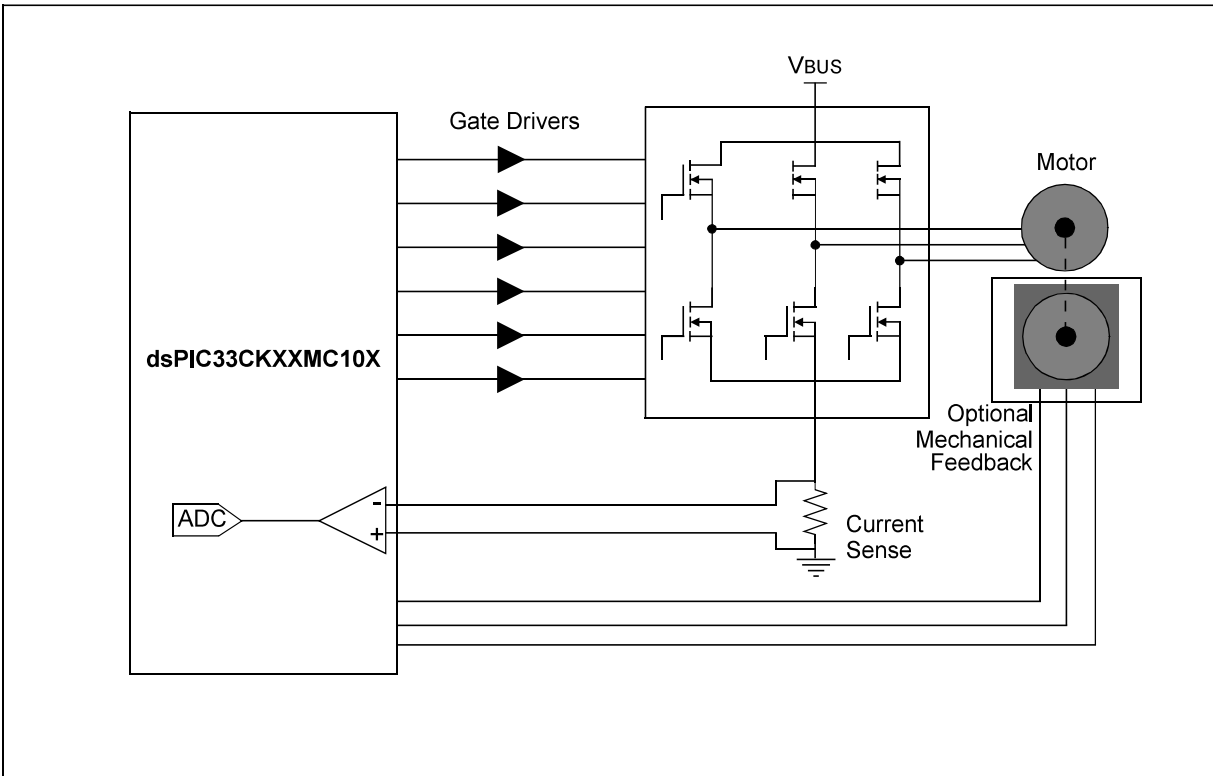 VBUS
Gate Drivers
Motor
dsPIC33CKXXMC10X
Optional
Mechanical
Feedback
ADC
-
+
Current
Sense